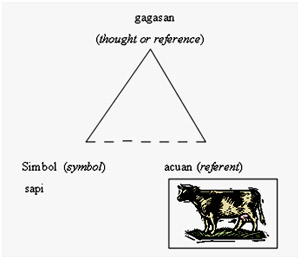 gagasan
(thought or reference)
Simbol (symbol)
acuan (referent)
sapi